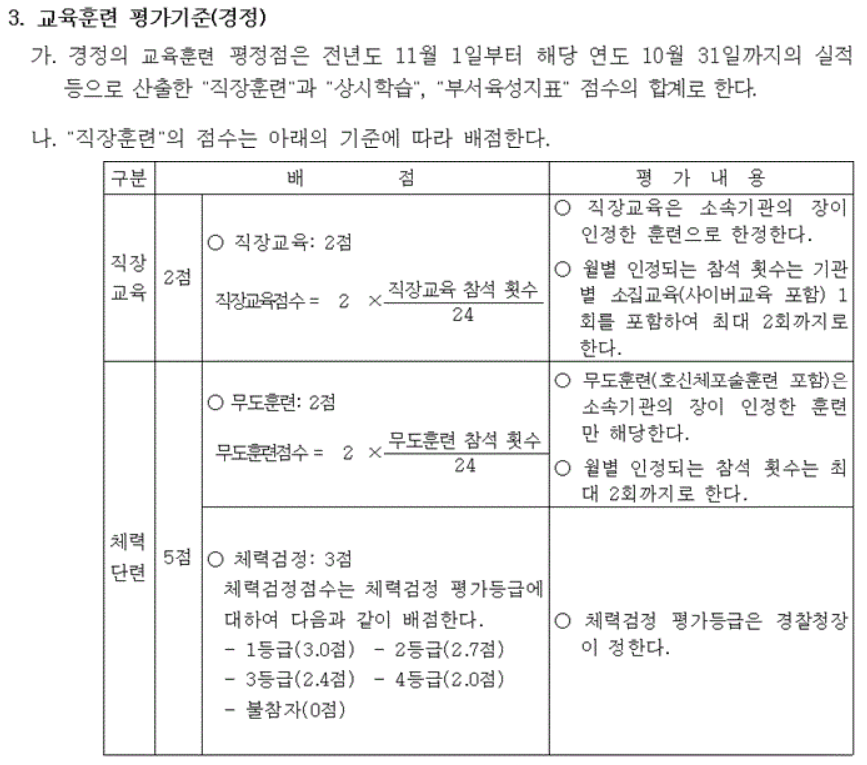 3. 교육훈련 평가기준(경정)
가. 경정의 교육훈련 평정점은 전년도 11월 1일부터 해당 연도 10월 31일까지의 실적
등으로 산출한 "직장훈련"과 "상시학습", "부서육성지표" 점수의 합계로 한다.
나. "직장훈련"의 점수는 아래의 기준에 따라 배점한다.
구분 배 점 평 가 내 용
직장
교육
2점
○ 직장교육: 2점
직장교육점수 = 2 × 직장교육 참석 횟수
24
○ 직장교육은 소속기관의 장이
인정한 훈련으로 한정한다.
○ 월별 인정되는 참석 횟수는 기관
별 소집교육(사이버교육 포함) 1
회를 포함하여 최대 2회까지로
한다.
체력
단련
5점
○ 무도훈련: 2점
무도훈련점수 = 2 × 무도훈련 참석 횟수
24
○ 무도훈련(호신체포술훈련 포함)은
소속기관의 장이 인정한 훈련
만 해당한다.
○ 월별 인정되는 참석 횟수는 최
대 2회까지로 한다.
○ 체력검정: 3점
체력검정점수는 체력검정 평가등급에
대하여 다음과 같이 배점한다.
- 1등급(3.0점) - 2등급(2.7점)
- 3등급(2.4점) - 4등급(2.0점)
- 불참자(0점)
○ 체력검정 평가등급은 경찰청장
이 정한다.